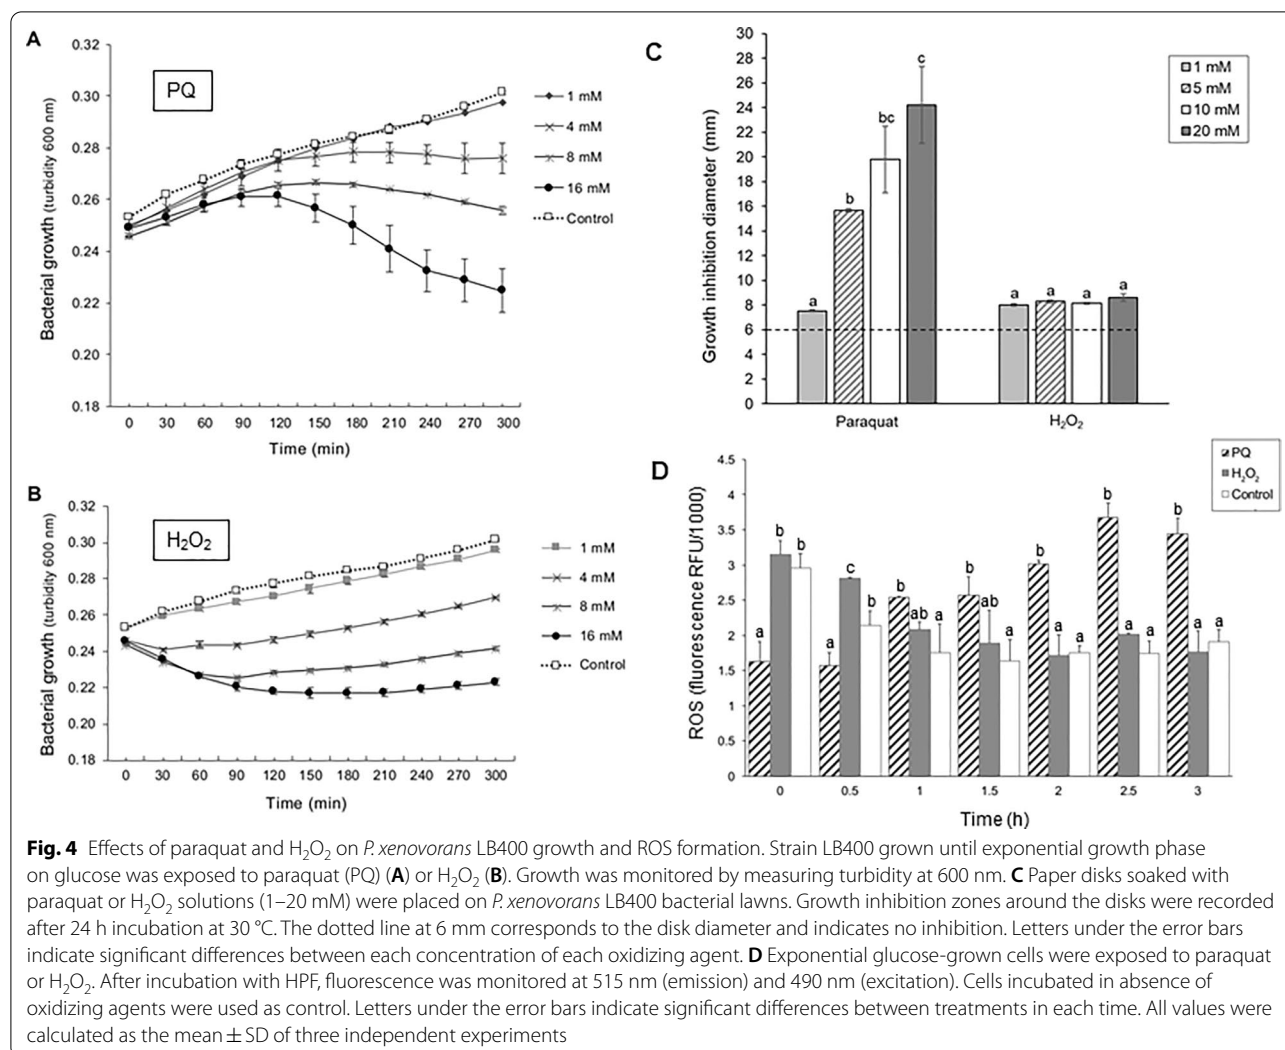 A
PQ
0.32
0.30
0.28
0.26
0.24
0.22
0.20
0.18
Bacterial growth (turbidity 600 nm)
0 30 60 90 120 150 180 210 240 270 300
Time (min)
1 mM
4 mM
8 mM
16 mM
Control
B
H₂O₂
0.32
0.30
0.28
0.26
0.24
0.22
0.20
0.18
Bacterial growth (turbidity 600 nm)
0 30 60 90 120 150 180 210 240 270 300
Time (min)
1 mM
4 mM
8 mM
16 mM
Control
C
30
28
26
24
22
20
18
16
14
12
10
8
6
4
2
0
Growth inhibition diameter (mm)
a b bc c a a a a
Paraquat H₂O₂
1 mM
5 mM
10 mM
20 mM
D
4.5
4
3.5
3
2.5
2
1.5
1
0.5
0
ROS (fluorescence RFU/1000)
a b b a c b b ab a b ab a b a a b a a b a a
0 0.5 1 1.5 2 2.5 3
Time (h)
PQ
H₂O₂
Control
Fig. 4 Effects of paraquat and H₂O₂ on P. xenovorans LB400 growth and ROS formation. Strain LB400 grown until exponential growth phase
on glucose was exposed to paraquat (PQ) (A) or H₂O₂ (B). Growth was monitored by measuring turbidity at 600 nm. C Paper disks soaked with
paraquat or H₂O₂ solutions (1–20 mM) were placed on P. xenovorans LB400 bacterial lawns. Growth inhibition zones around the disks were recorded
after 24 h incubation at 30 °C. The dotted line at 6 mm corresponds to the disk diameter and indicates no inhibition. Letters under the error bars
indicate significant differences between each concentration of each oxidizing agent. D Exponential glucose-grown cells were exposed to paraquat
or H₂O₂. After incubation with HPF, fluorescence was monitored at 515 nm (emission) and 490 nm (excitation). Cells incubated in absence of
oxidizing agents were used as control. Letters under the error bars indicate significant differences between treatments in each time. All values were
calculated as the mean ± SD of three independent experiments